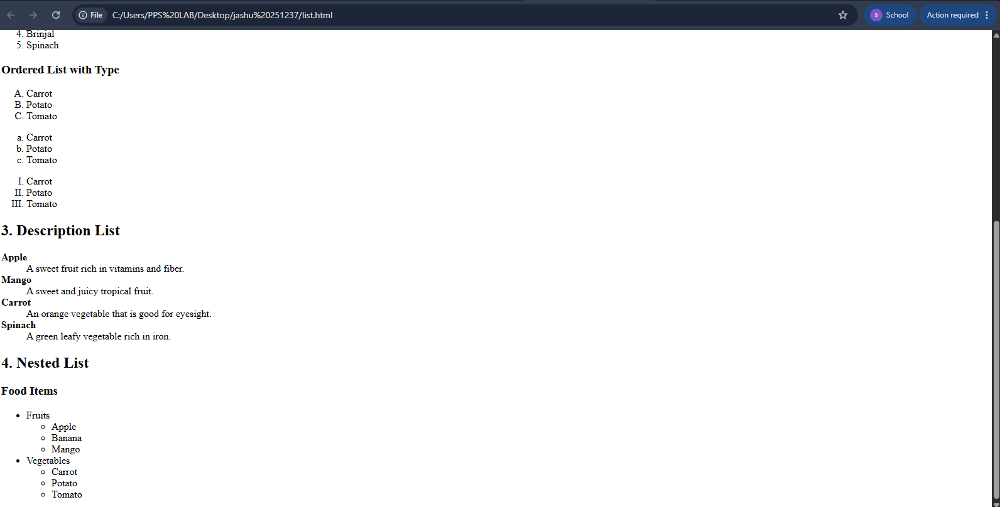 File C:/Users/PPS%20LAB/Desktop/jashu%20251237/list.html s School Action required
4. Brinjal
5. Spinach
Ordered List with Type
A. Carrot
B. Potato
C. Tomato
a. Carrot
b. Potato
c. Tomato
I. Carrot
II. Potato
III. Tomato
3. Description List
Apple
A sweet fruit rich in vitamins and fiber.
Mango
A sweet and juicy tropical fruit.
Carrot
An orange vegetable that is good for eyesight.
Spinach
A green leafy vegetable rich in iron.
4. Nested List
Food Items
Fruits
Apple
Banana
Mango
Vegetables
Carrot
Potato
Tomato